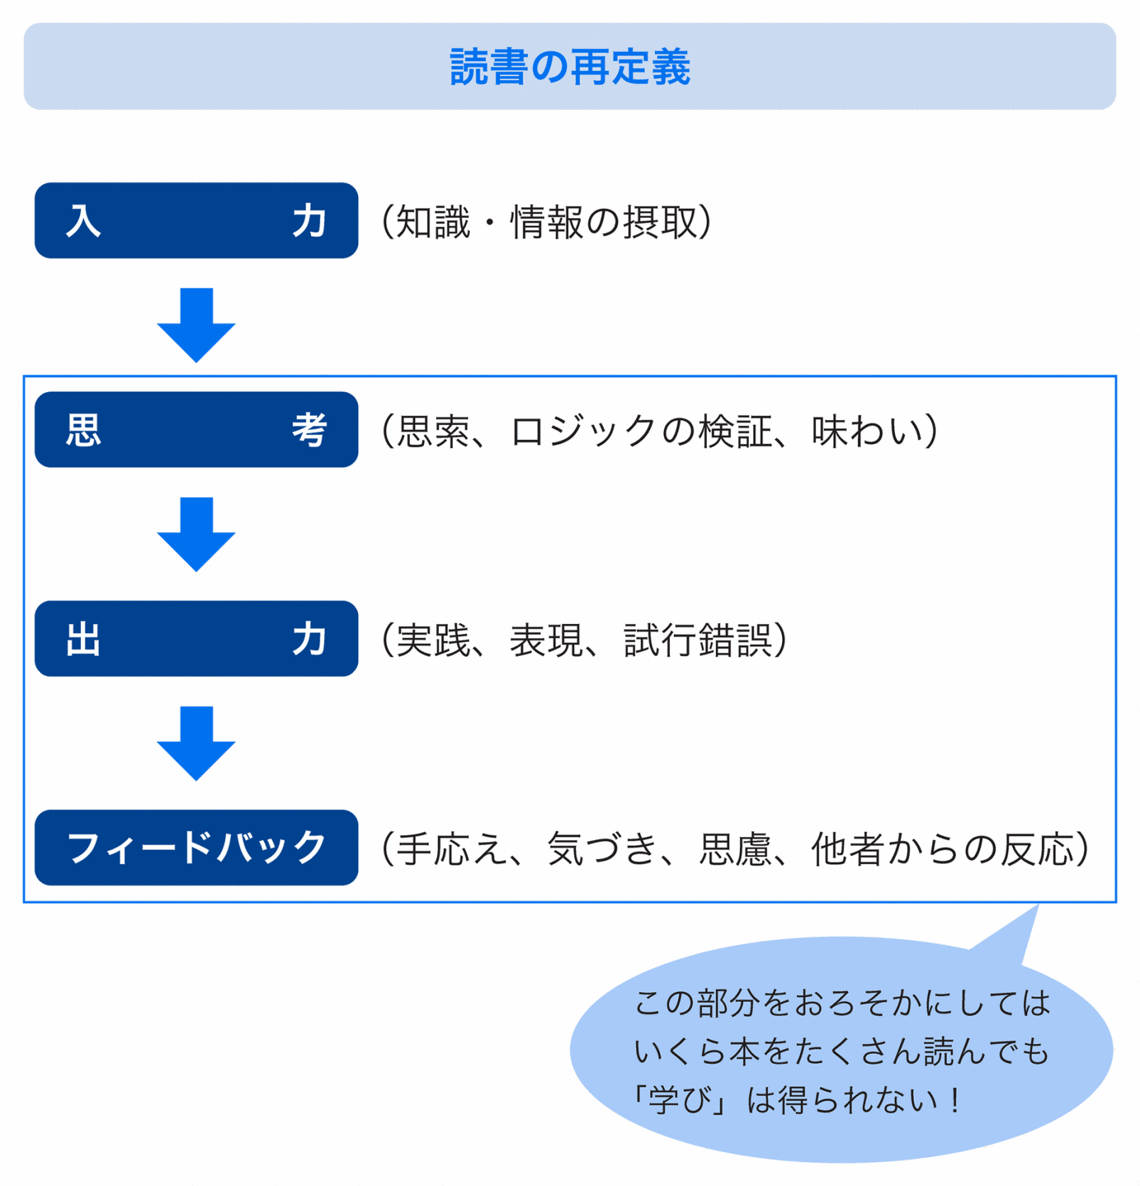 読書の再定義
入力（知識・情報の摂取）
思考（思索、ロジックの検証、味わい）
出力（実践、表現、試行錯誤）
フィードバック（手応え、気づき、思慮、他者からの反応）
この部分をおろそかにしては
いくら本をたくさん読んでも
「学び」は得られない！